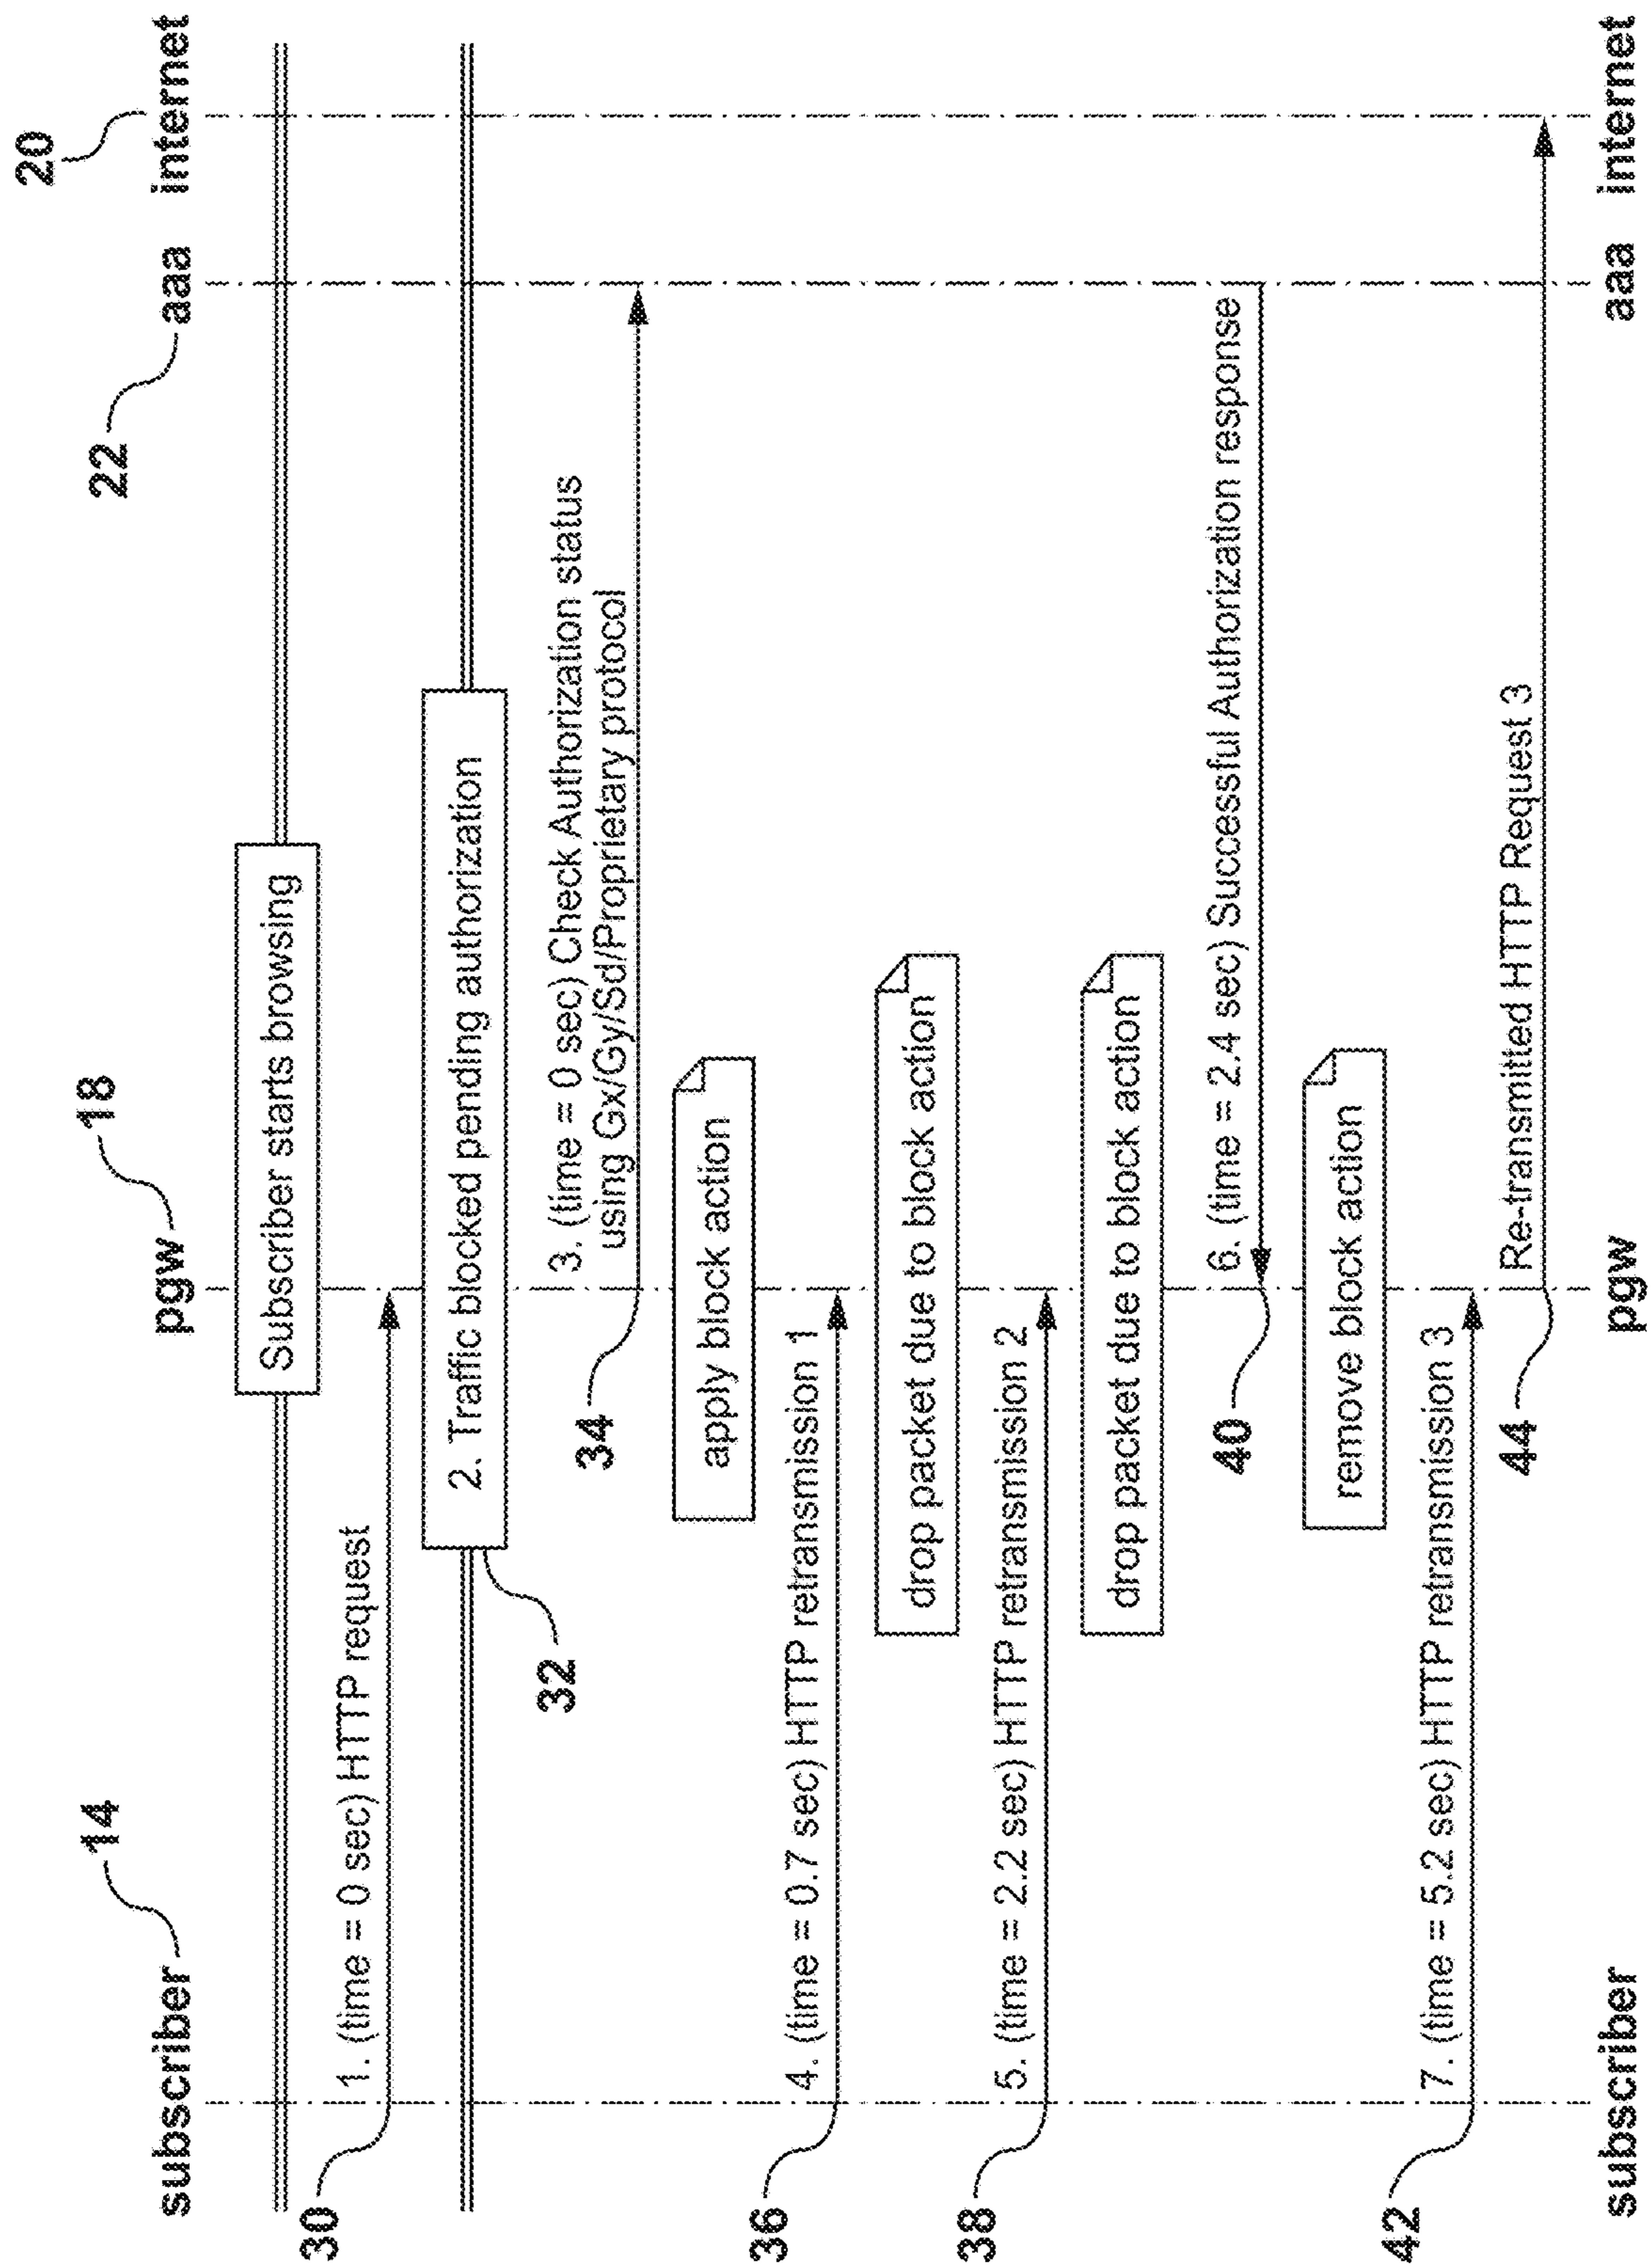 14
18
22
20
subscriber
pgw
aaa
internet
Subscriber starts browsing
30
1. (time = 0 sec) HTTP request
2. Traffic blocked pending authorization
32
3. (time = 0 sec) Check Authorization status
using Gx/Gy/Sd/Proprietary protocol
34
apply block action
36
4. (time = 0.7 sec) HTTP retransmission 1
drop packet due to block action
38
5. (time = 2.2 sec) HTTP retransmission 2
drop packet due to block action
6. (time = 2.4 sec) Successful Authorization response
40
remove block action
42
7. (time = 5.2 sec) HTTP retransmission 3
Re-transmitted HTTP Request 3
44
subscriber
pgw
aaa
internet